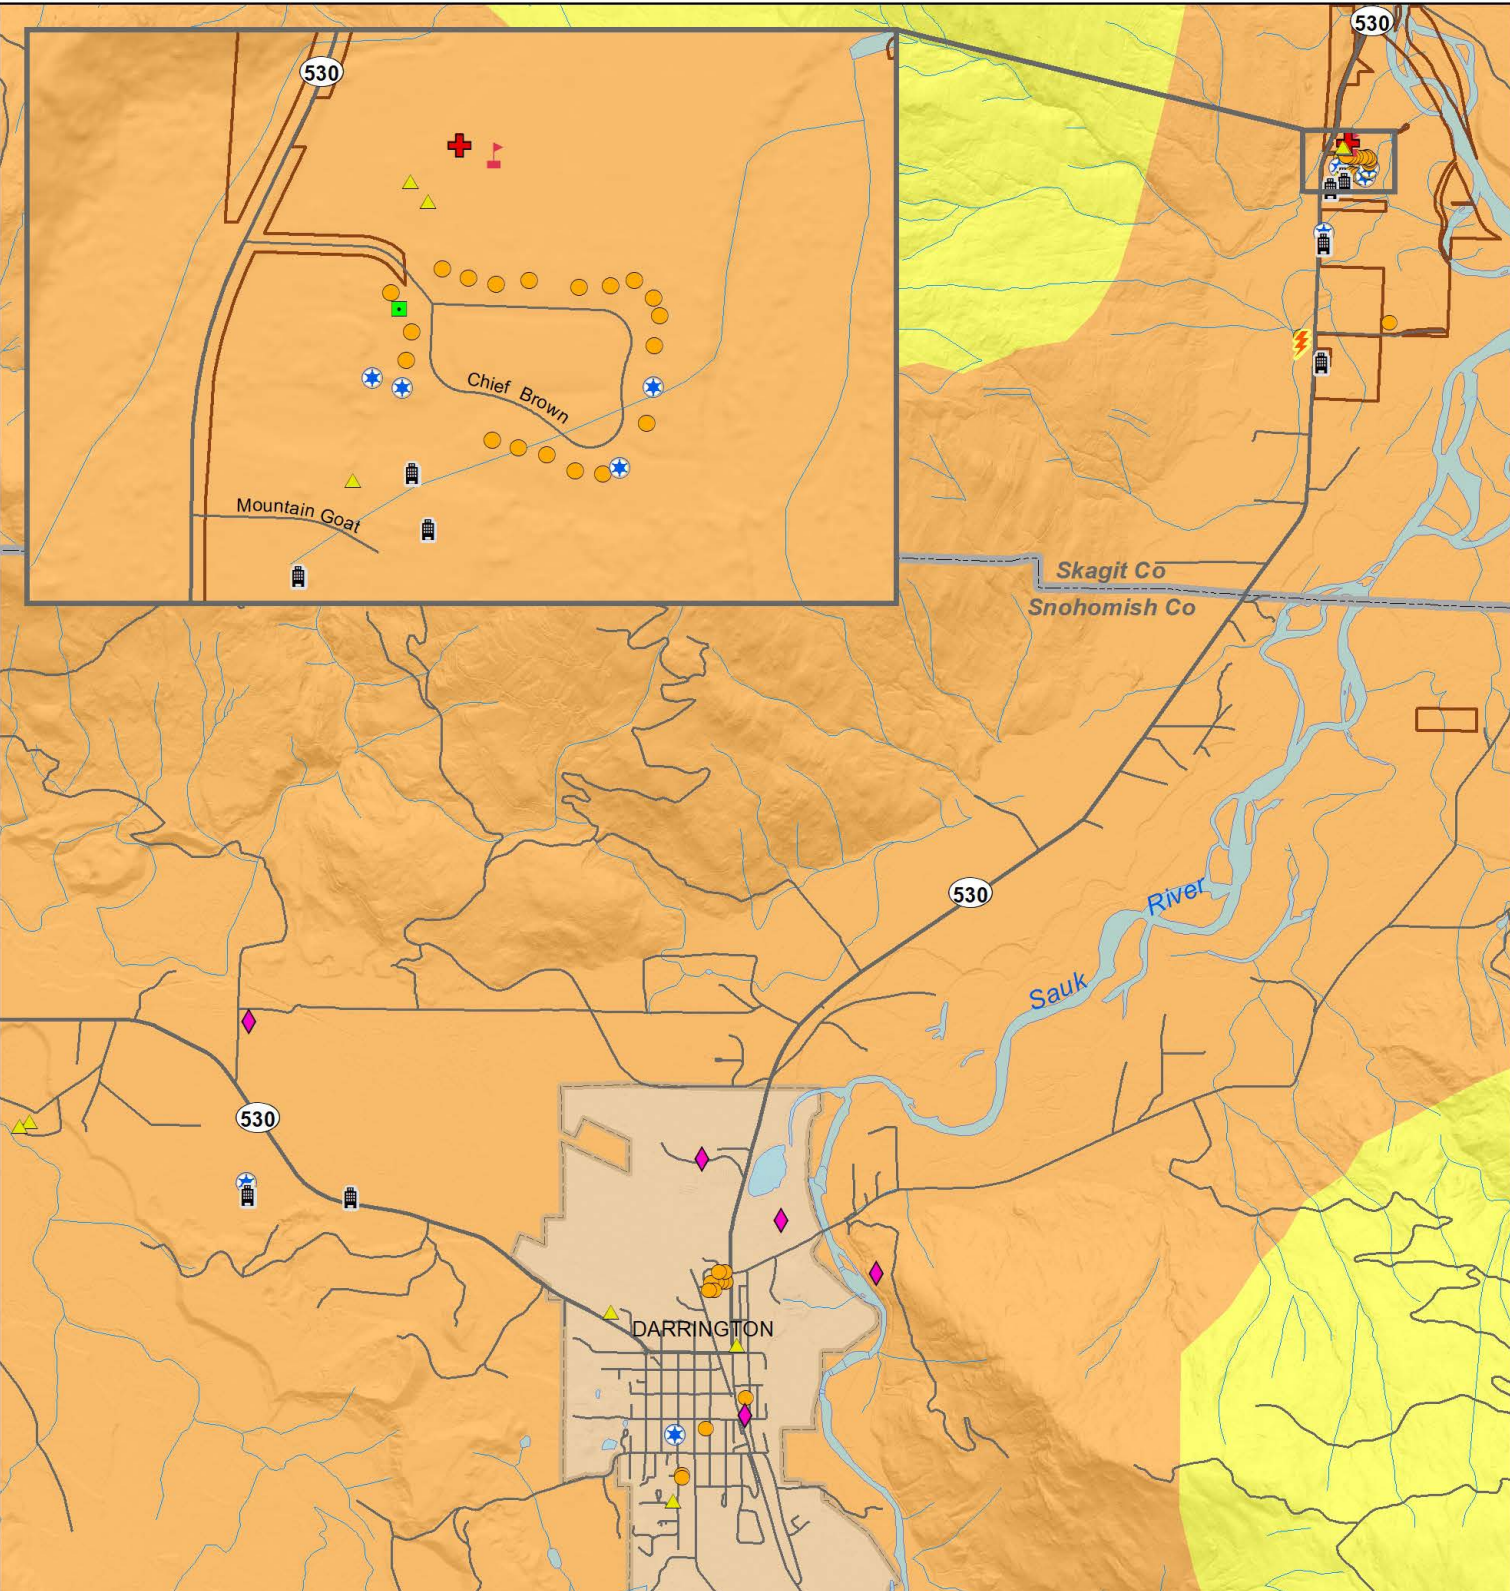 530
530
Chief Brown
Mountain Goat
Skagit Co
Snohomish Co
530
River
Sauk
530
DARRINGTON